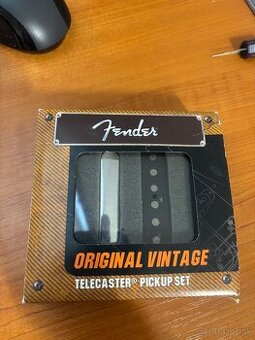 Fender
ORIGINAL VINTAGE
TELECASTER® PICKUP SET